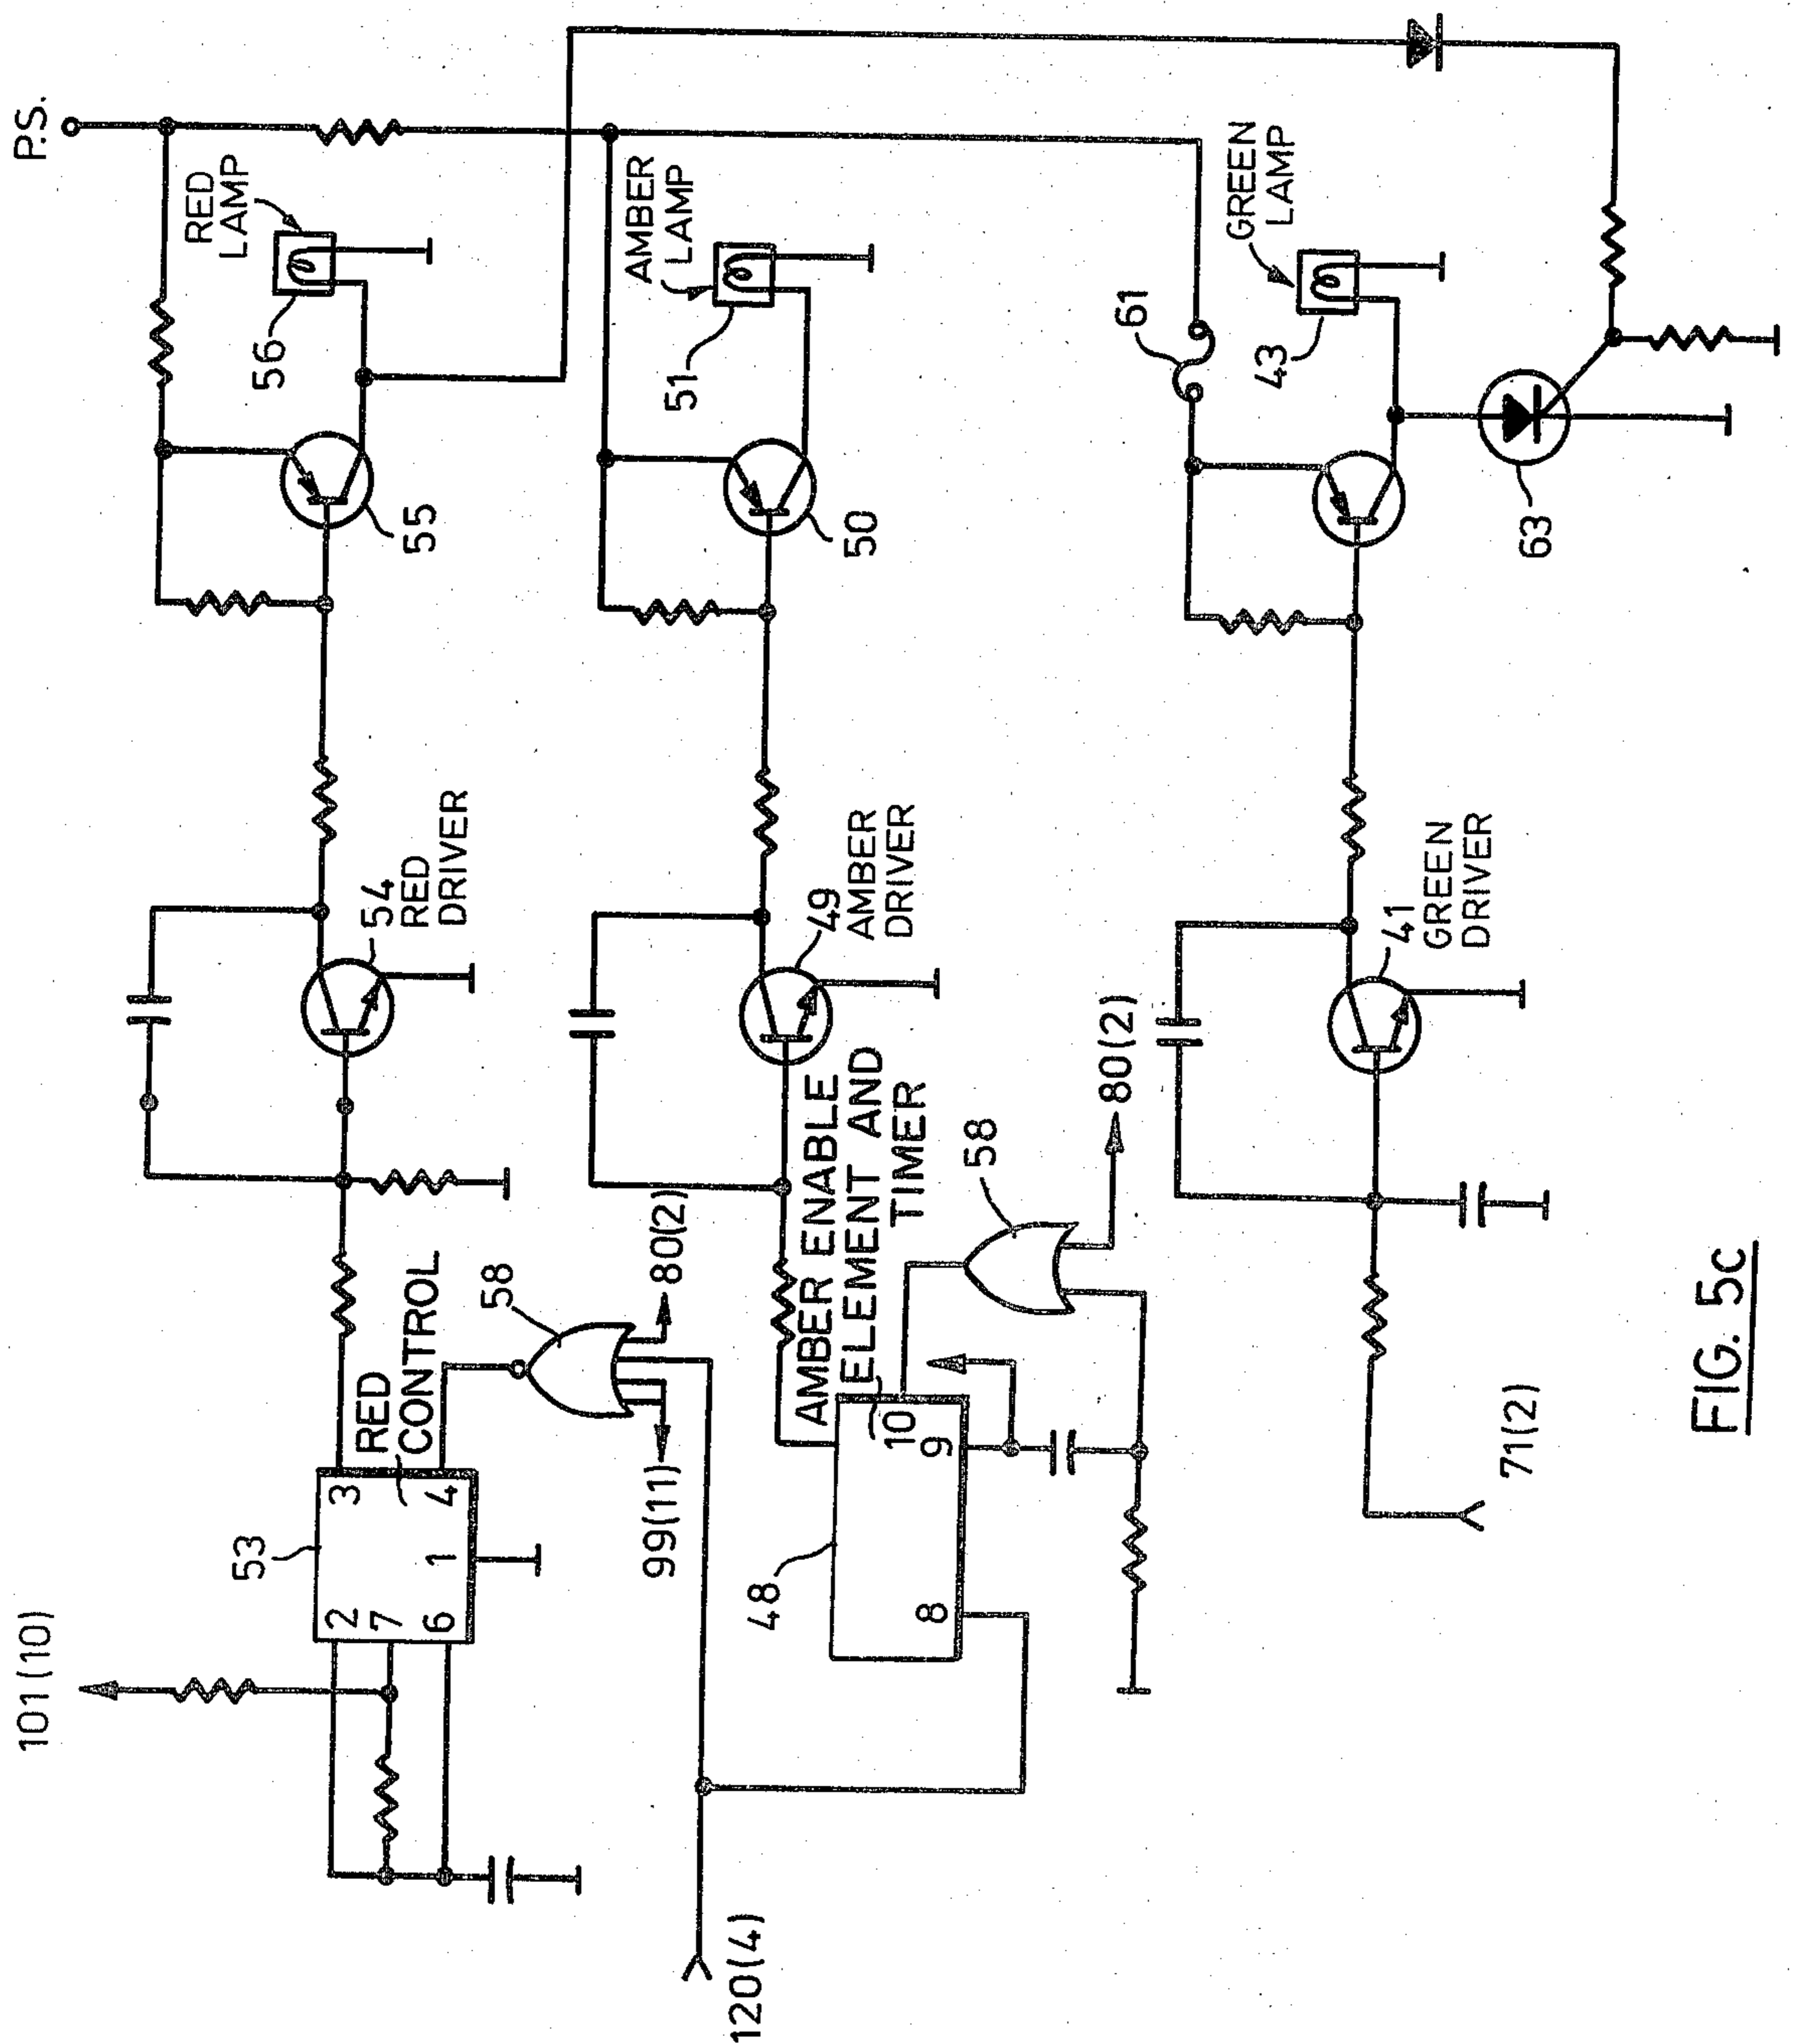 P.S.
RED
LAMP
56
55
54
RED
DRIVER
RED
CONTROL
53
3
4
2
7
6
1
101 (10)
58
80(2)
99(11)
120(4)
AMBER
LAMP
51
50
49
AMBER
DRIVER
AMBER ENABLE
ELEMENT AND
TIMER
48
10
9
8
58
80(2)
GREEN
LAMP
61
43
63
41
GREEN
DRIVER
71(2)
FIG. 5c